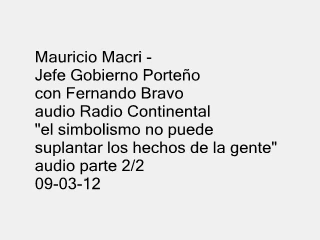 Mauricio Macri -
Jefe Gobierno Porteño
con Fernando Bravo
audio Radio Continental
"el simbolismo no puede
suplantar los hechos de la gente"
audio parte 2/2
09-03-12